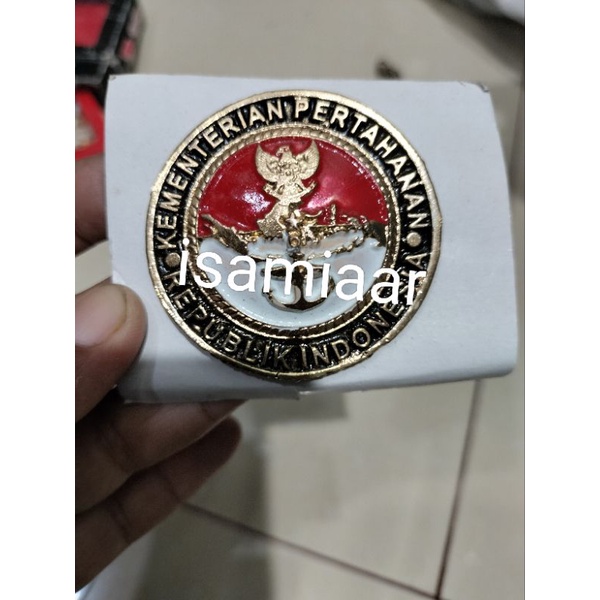 KEMENTERIAN PERTAHANAN
REPUBLIK INDONESIA
isamiaar